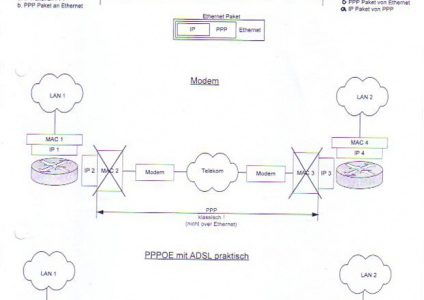 b. PPP Paket an Ethernet
b PPP Paket von Ethernet
a. IP Paket von PPP
Ethernet Paket
IP PPP Ethernet
Modem
LAN 1
LAN 2
MAC 1
MAC 4
IP 1
IP 4
IP 2 MAC 2 Modem Telekom Modem MAC 3 IP 3
PPP
klassisch !
(nicht over Ethernet)
PPPOE mit ADSL praktisch
LAN 1
LAN 2